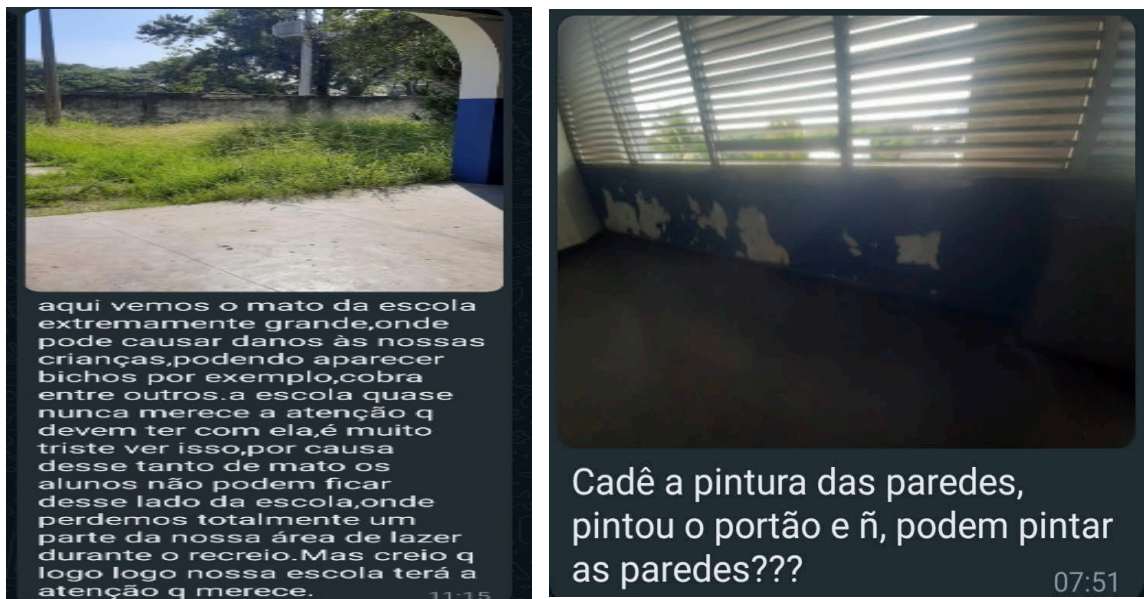 aqui vemos o mato da escola
extremamente grande,onde
pode causar danos às nossas
crianças,podendo aparecer
bichos por exemplo,cobra
entre outros.a escola quase
nunca merece a atenção q
devem ter com ela,é muito
triste ver isso,por causa
desse tanto de mato os
alunos não podem ficar
desse lado da escola,onde
perdemos totalmente um
parte da nossa área de lazer
durante o recreio.Mas creio q
logo logo nossa escola terá a
atenção q merece.
11:15
Cadê a pintura das paredes,
pintou o portão e ñ, podem pintar
as paredes???
07:51